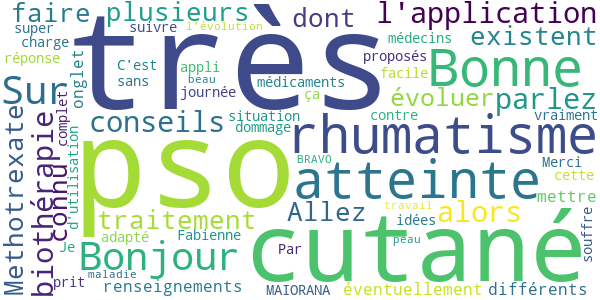 faire plusieurs dont l'application
super suivre l'évolution
charge médecins existent
réponse onglet C'est sans appli beau journée très médicaments ça proposés facile Bonne
Sur évoluer parlez
conseils situation dommage contre vraiment
Methotrexate biothérapie connu complet d'utilisation pso rhumatisme
BRAVO Merci
atteinte cette
traitement Allez idées alors travail mettre
Je adapté Fabienne cutané peau souffre
Bonjour Par
prit maladie renseignements MAIORANA éventuellement différents